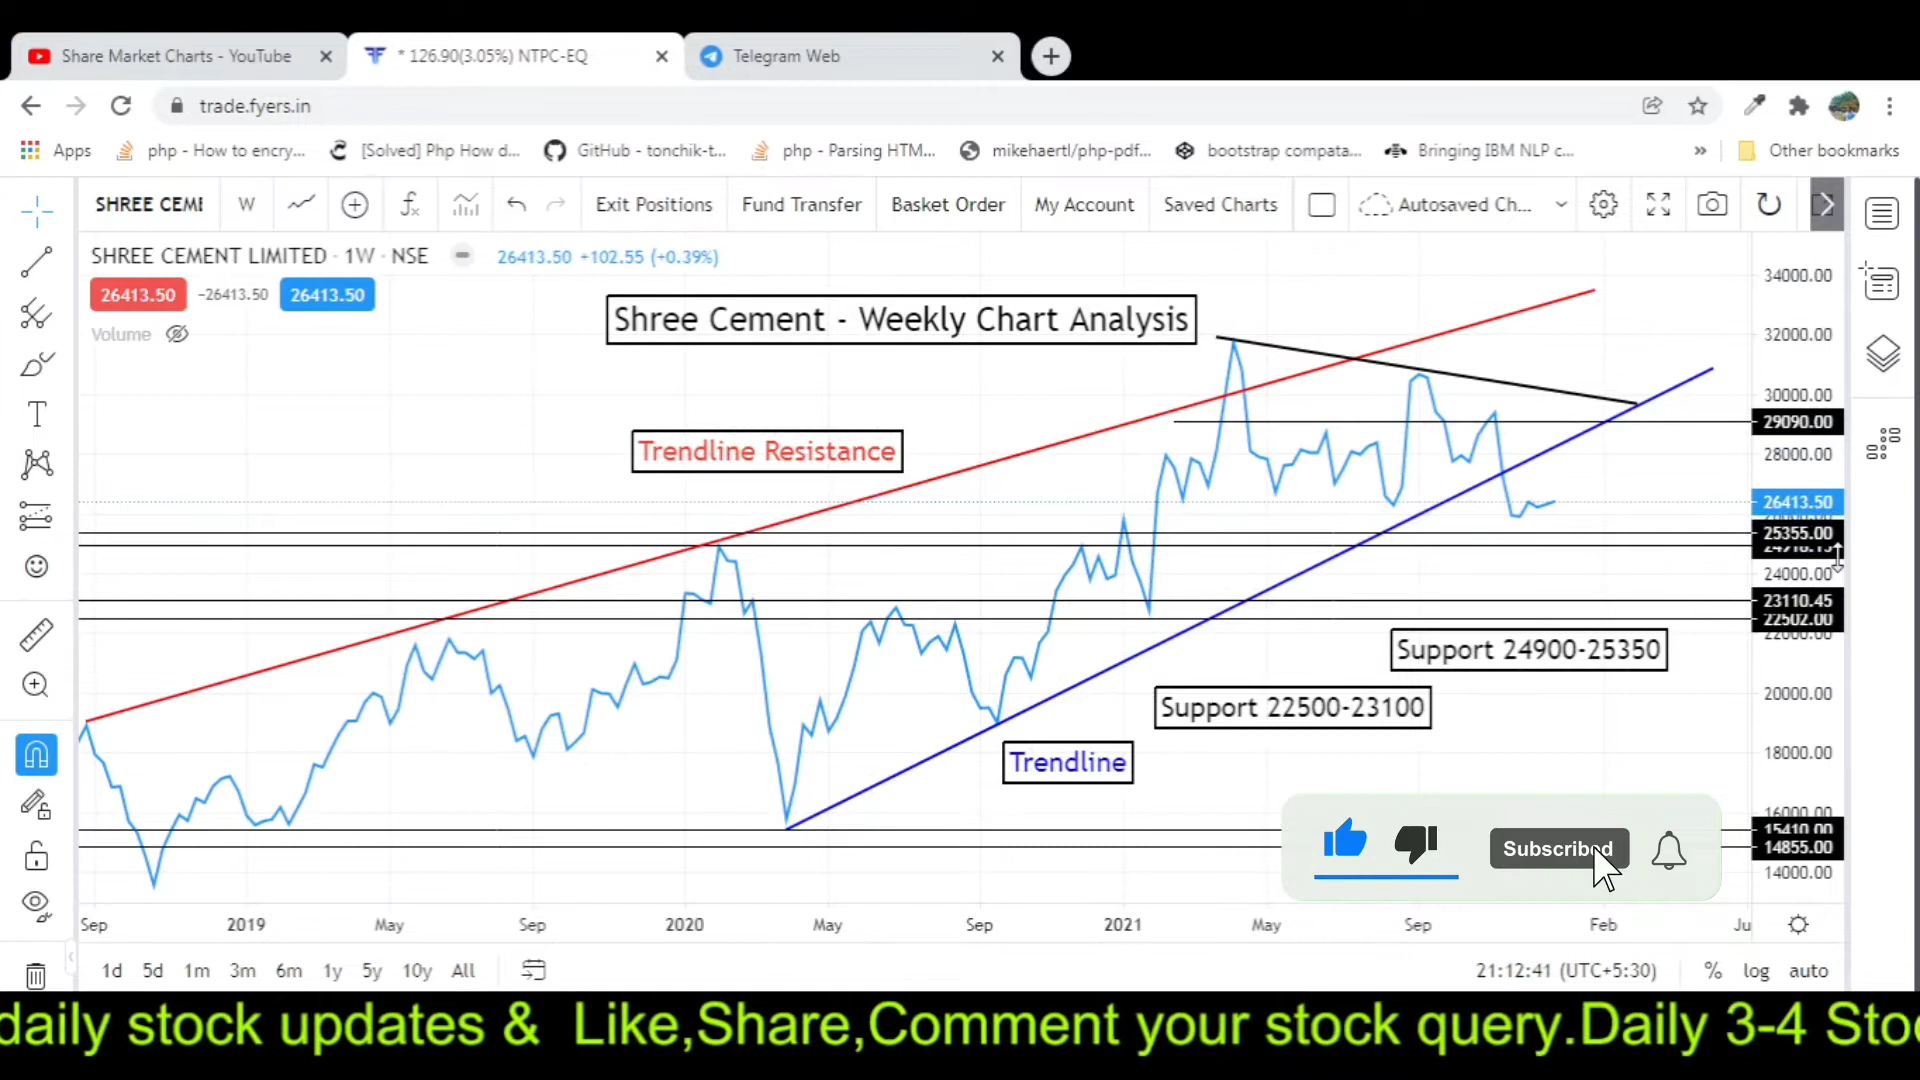 Share Market Charts - YouTube
* 126.90(3.05%) NTPC-EQ
Telegram Web
trade.fyers.in
Apps
php - How to encry...
[Solved] Php How d...
GitHub - tonchik-t...
php - Parsing HTM...
mikehaertl/php-pdf...
bootstrap compata...
Bringing IBM NLP c...
»
Other bookmarks
SHREE CEME
W
Exit Positions
Fund Transfer
Basket Order
My Account
Saved Charts
Autosaved Ch...
SHREE CEMENT LIMITED · 1W · NSE
26413.50 +102.55 (+0.39%)
26413.50
−26413.50
26413.50
Volume
Shree Cement - Weekly Chart Analysis
Trendline Resistance
Support 24900-25350
Support 22500-23100
Trendline
34000.00
32000.00
30000.00
29090.00
28000.00
26413.50
25355.00
24000.00
23110.45
22502.00
22000.00
20000.00
18000.00
16000.00
15410.00
14855.00
14000.00
Subscribed
Sep
2019
May
Sep
2020
May
Sep
2021
May
Sep
Feb
Ju
1d 5d 1m 3m 6m 1y 5y 10y All
21:12:41 (UTC+5:30)
% log auto
daily stock updates & Like,Share,Comment your stock query.Daily 3-4 Sto